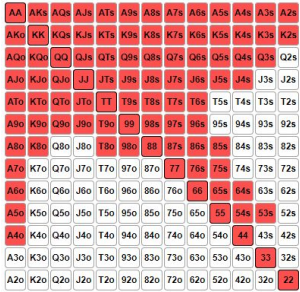 AA AKs AQs AJs ATs A9s A8s A7s A6s A5s A4s A3s A2s
AKo KK KQs KJs KTs K9s K8s K7s K6s K5s K4s K3s K2s
AQo KQo QQ QJs QTs Q9s Q8s Q7s Q6s Q5s Q4s Q3s Q2s
AJo KJo QJo JJ JTs J9s J8s J7s J6s J5s J4s J3s J2s
ATo KTo QTo JTo TT T9s T8s T7s T6s T5s T4s T3s T2s
A9o K9o Q9o J9o T9o 99 98s 97s 96s 95s 94s 93s 92s
A8o K8o Q8o J8o T8o 98o 88 87s 86s 85s 84s 83s 82s
A7o K7o Q7o J7o T7o 97o 87o 77 76s 75s 74s 73s 72s
A6o K6o Q6o J6o T6o 96o 86o 76o 66 65s 64s 63s 62s
A5o K5o Q5o J5o T5o 95o 85o 75o 65o 55 54s 53s 52s
A4o K4o Q4o J4o T4o 94o 84o 74o 64o 54o 44 43s 42s
A3o K3o Q3o J3o T3o 93o 83o 73o 63o 53o 43o 33 32s
A2o K2o Q2o J2o T2o 92o 82o 72o 62o 52o 42o 32o 22